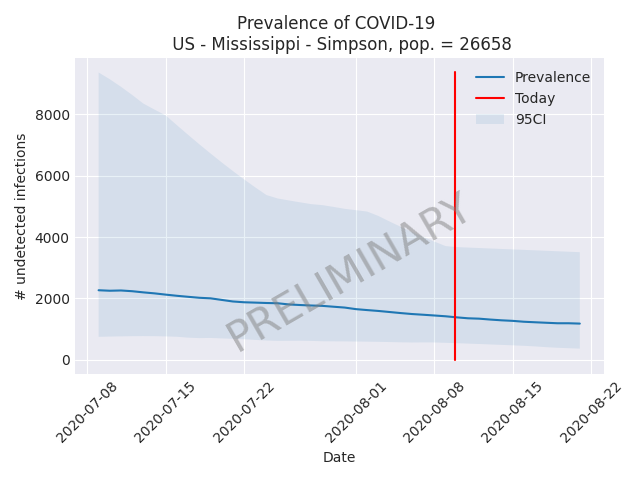 Prevalence of COVID-19
US - Mississippi - Simpson, pop. = 26658
Prevalence
Today
95CI
# undetected infections
8000
6000
4000
2000
0
PRELIMINARY
2020-07-08
2020-07-15
2020-07-22
2020-08-01
2020-08-08
2020-08-15
2020-08-22
Date